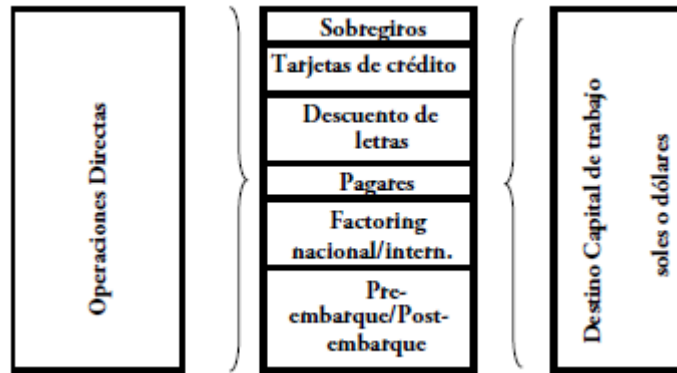 Operaciones Directas
Sobregiros
Tarjetas de crédito
Descuento de
letras
Pagares
Factoring
nacional/intern.
Pre-
embarque/Post-
embarque
Destino Capital de trabajo
soles o dólares